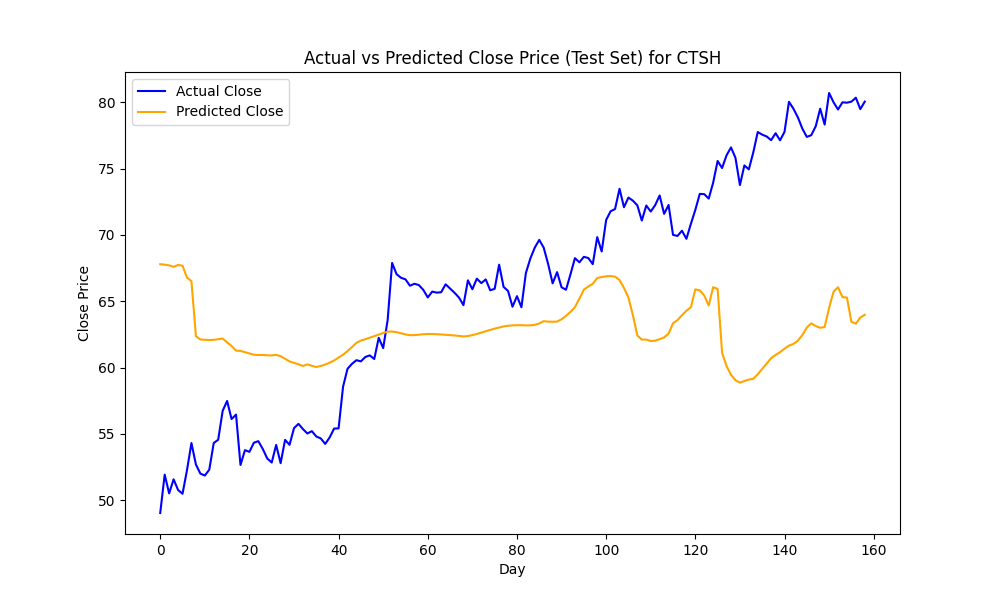 Actual vs Predicted Close Price (Test Set) for CTSH
Actual Close
Predicted Close
Close Price
80
75
70
65
60
55
50
0 20 40 60 80 100 120 140 160
Day